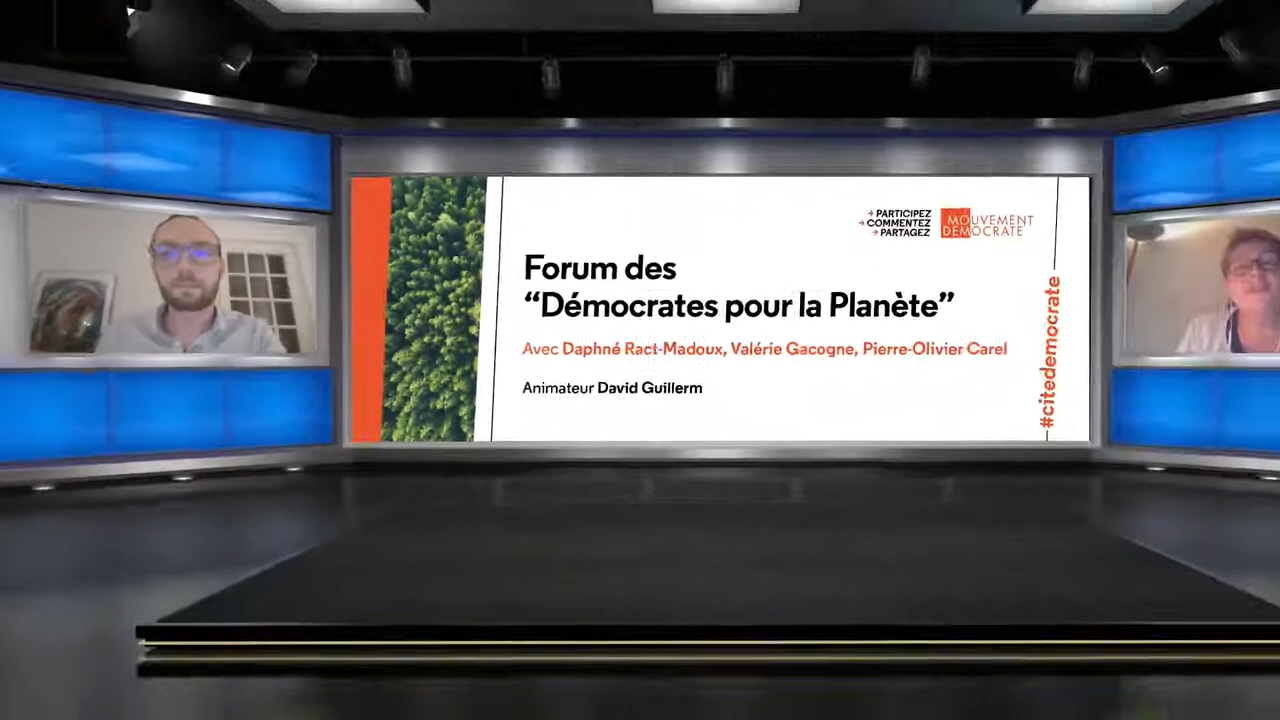 PARTICIPEZ
COMMENTEZ
PARTAGEZ
MOUVEMENT
DEMOCRATE
Forum des
“Démocrates pour la Planète”
Avec Daphné Ract-Madoux, Valérie Gacogne, Pierre-Olivier Carel
Animateur David Guillerm
#citedemocrate